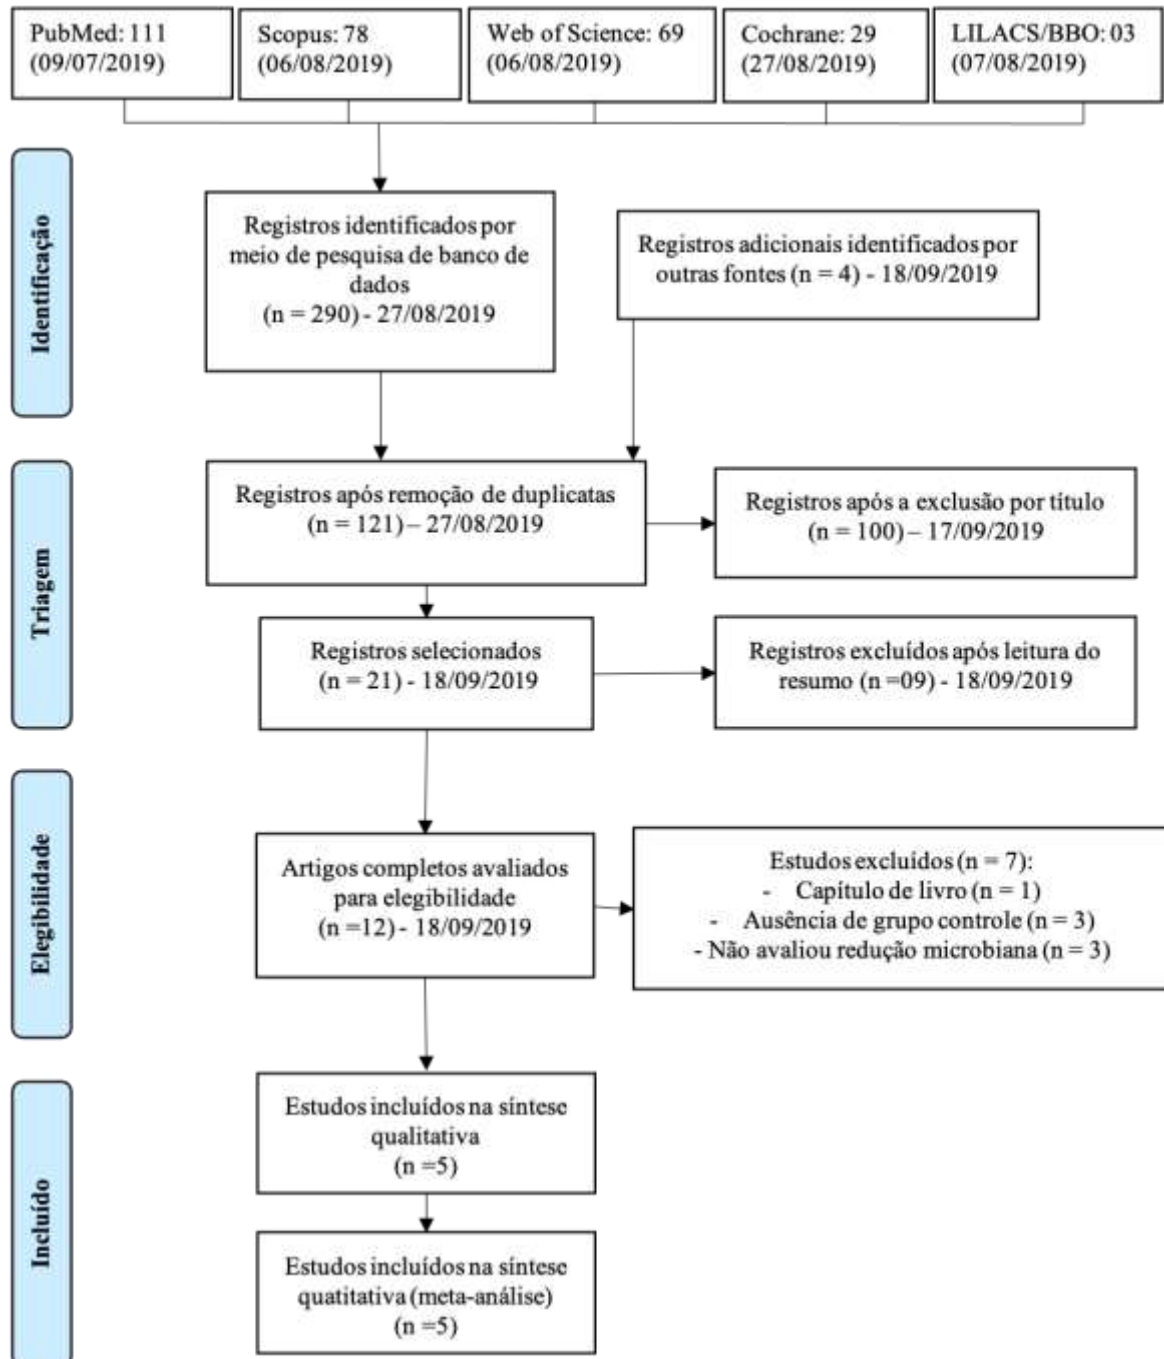 PubMed: 111
(09/07/2019)
Scopus: 78
(06/08/2019)
Web of Science: 69
(06/08/2019)
Cochrane: 29
(27/08/2019)
LILACS/BBO: 03
(07/08/2019)
Identificação
Registros identificados por
meio de pesquisa de banco de
dados
(n = 290) - 27/08/2019
Registros adicionais identificados por
outras fontes (n = 4) - 18/09/2019
Triagem
Registros após remoção de duplicatas
(n = 121) – 27/08/2019
Registros após a exclusão por título
(n = 100) – 17/09/2019
Registros selecionados
(n = 21) - 18/09/2019
Registros excluídos após leitura do
resumo (n =09) - 18/09/2019
Elegibilidade
Artigos completos avaliados
para elegibilidade
(n =12) - 18/09/2019
Estudos excluídos (n = 7):
- Capítulo de livro (n = 1)
- Ausência de grupo controle (n = 3)
- Não avaliou redução microbiana (n = 3)
Incluído
Estudos incluídos na síntese
qualitativa
(n =5)
Estudos incluídos na síntese
quatitativa (meta-análise)
(n =5)